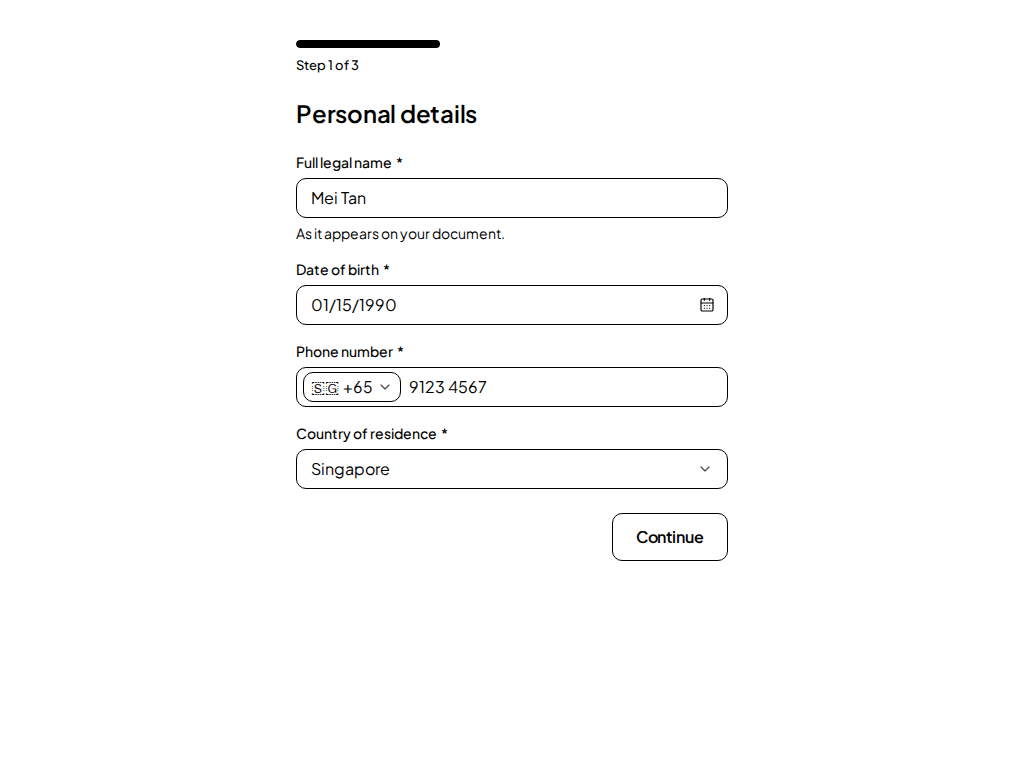 Step 1 of 3
Personal details
Full legal name *
Mei Tan
As it appears on your document.
Date of birth *
01/15/1990
Phone number *
🇸🇬 +65 9123 4567
Country of residence *
Singapore
Continue